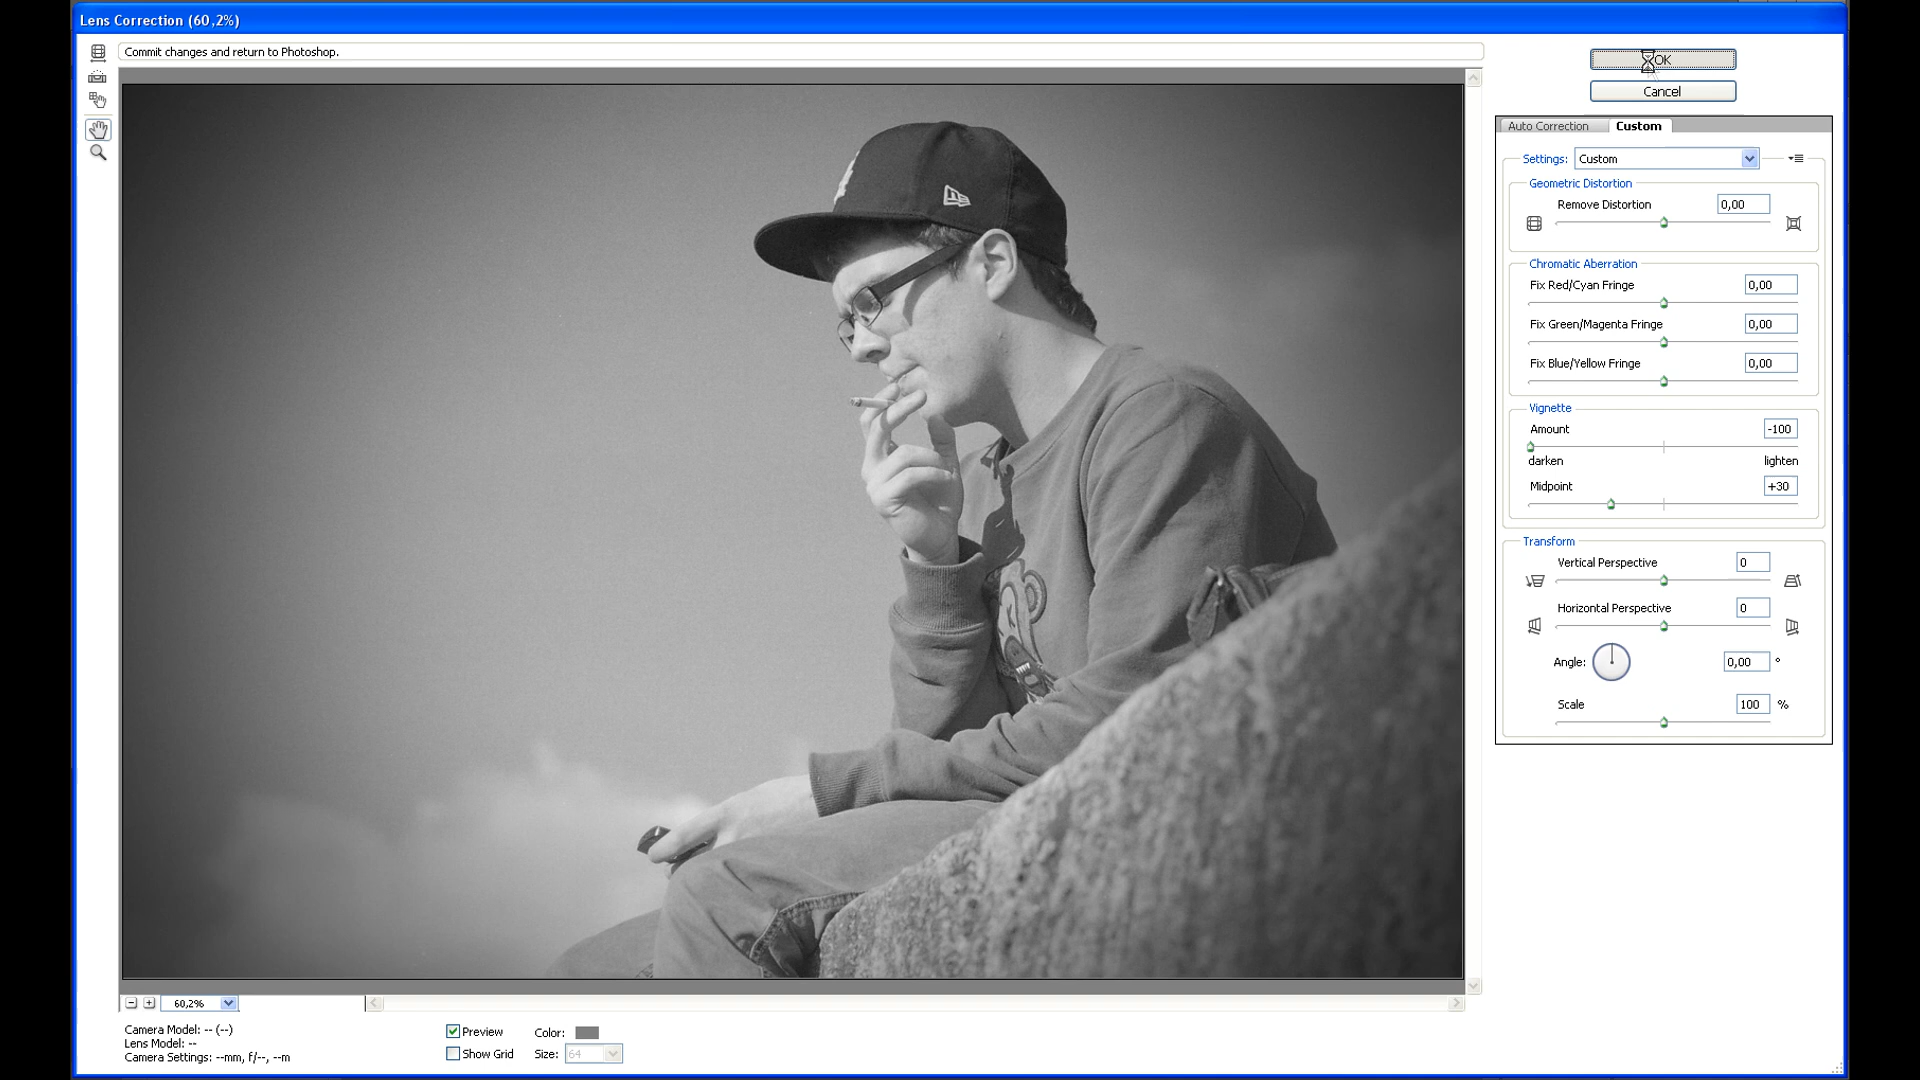 Lens Correction (60,2%)
Commit changes and return to Photoshop.
OK
Cancel
Auto Correction
Custom
Settings: Custom
Geometric Distortion
Remove Distortion 0,00
Chromatic Aberration
Fix Red/Cyan Fringe 0,00
Fix Green/Magenta Fringe 0,00
Fix Blue/Yellow Fringe 0,00
Vignette
Amount -100
darken lighten
Midpoint +30
Transform
Vertical Perspective 0
Horizontal Perspective 0
Angle: 0,00 °
Scale 100 %
60,2%
Camera Model: -- (--)
Lens Model: --
Camera Settings: --mm, f/--, --m
Preview
Color:
Show Grid
Size: 64